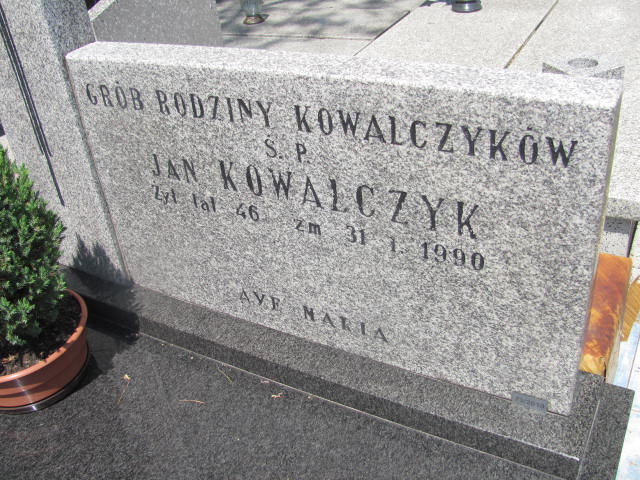 GRÓB RODZINY KOWALCZYKÓW
Ś. P.
JAN KOWALCZYK
Żył lat 46 zm 31 I. 1990
AVE MARIA